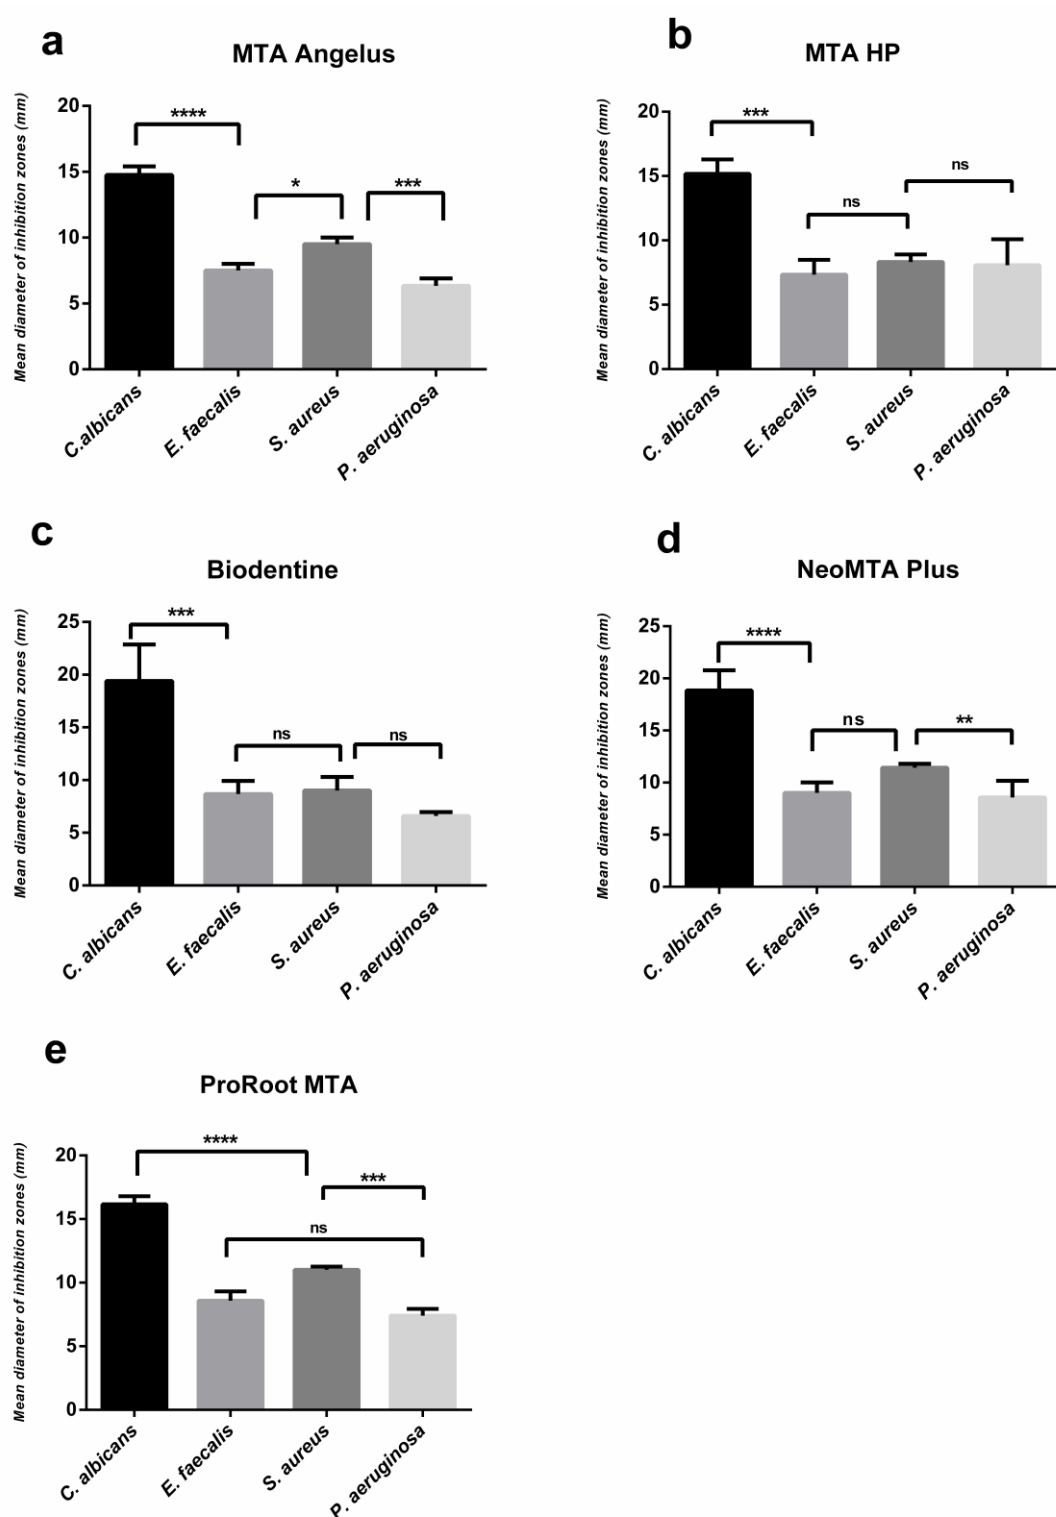 a
MTA Angelus
Mean diameter of inhibition zones (mm)
20
15
10
5
0
****
*
***
C.albicans
E. faecalis
S. aureus
P. aeruginosa
b
MTA HP
Mean diameter of inhibition zones (mm)
20
15
10
5
0
***
ns
ns
C. albicans
E. faecalis
S. aureus
P. aeruginosa
c
Biodentine
Mean diameter of inhibition zones (mm)
25
20
15
10
5
0
***
ns
ns
C. albicans
E. faecalis
S. aureus
P. aeruginosa
d
NeoMTA Plus
Mean diameter of inhibition zones (mm)
25
20
15
10
5
0
****
ns
**
C. albicans
E. faecalis
S. aureus
P. aeruginosa
e
ProRoot MTA
Mean diameter of inhibition zones (mm)
20
15
10
5
0
****
***
ns
C. albicans
E. faecalis
S. aureus
P. aeruginosa